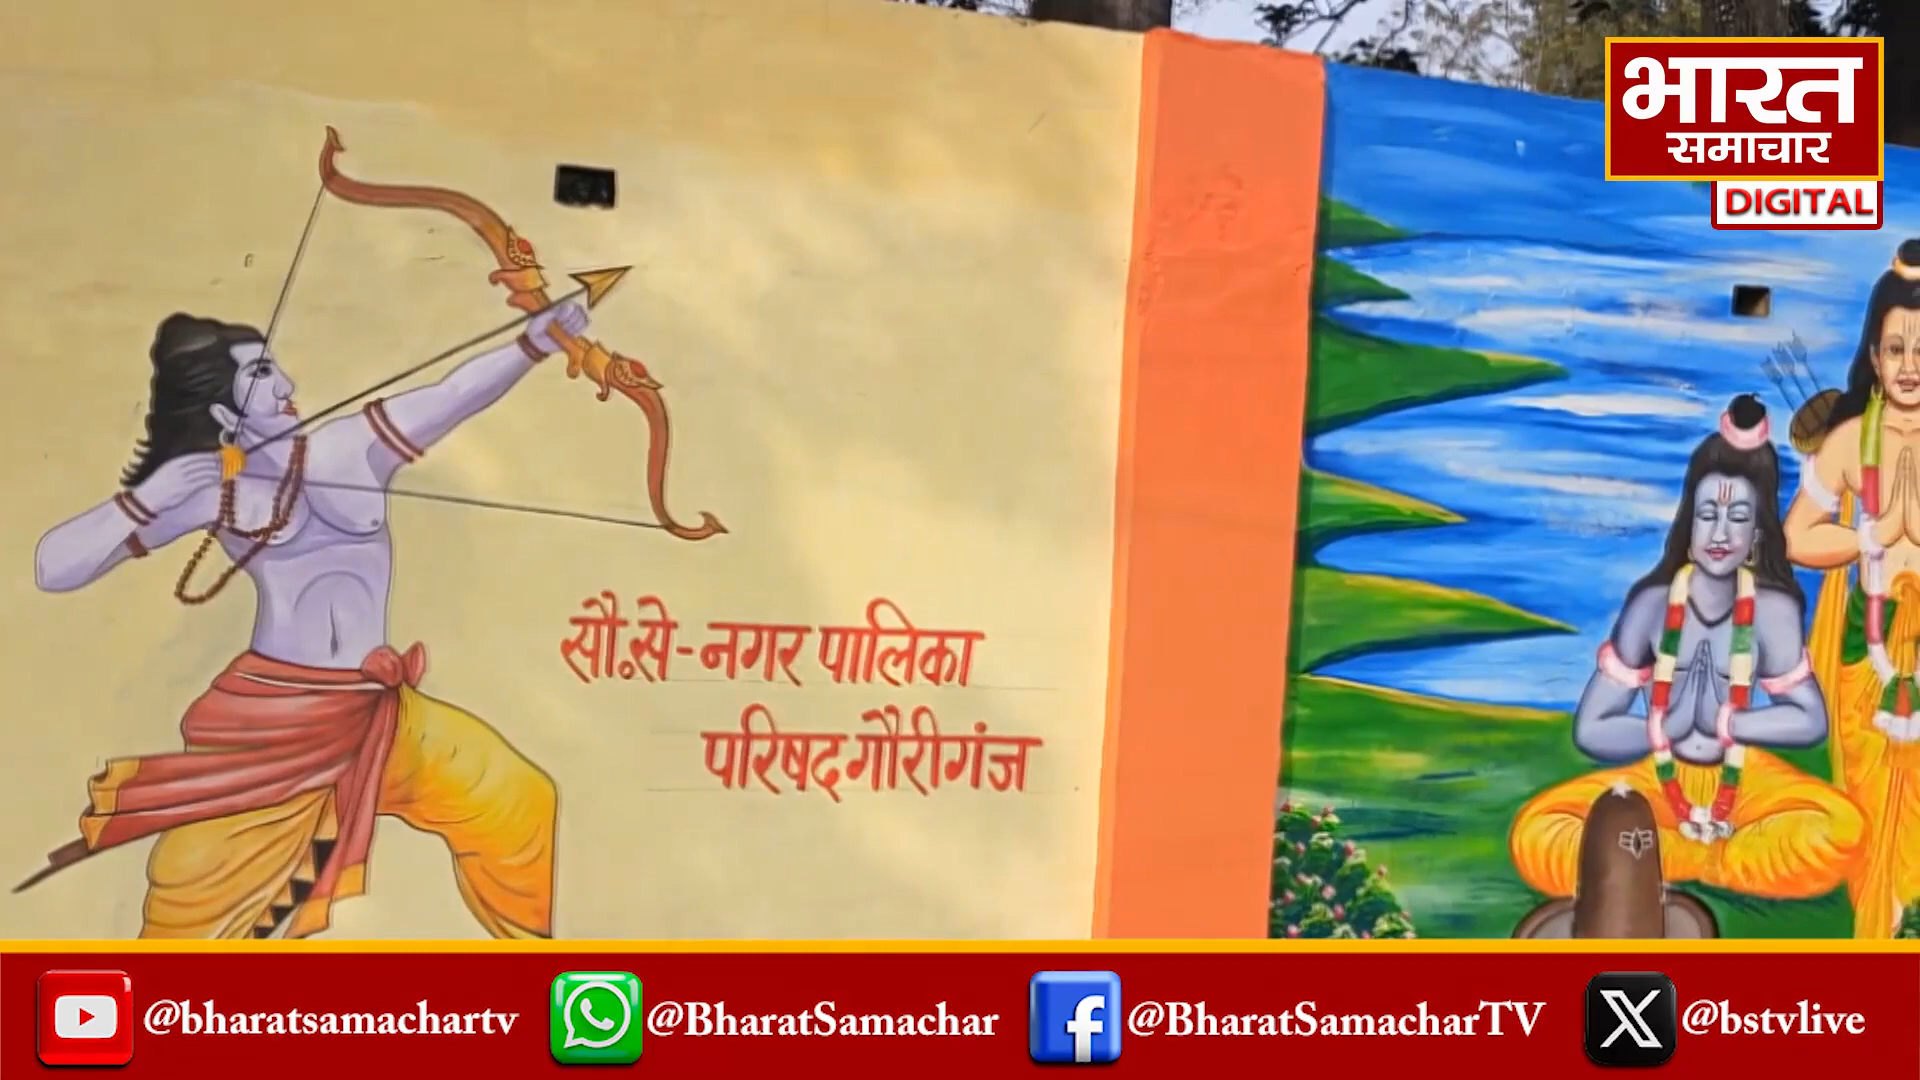 भारत
समाचार
DIGITAL
सौ.से-नगर पालिका
परिषद गौरीगंज
@bharatsamachartv @BharatSamachar @BharatSamacharTV @bstvlive